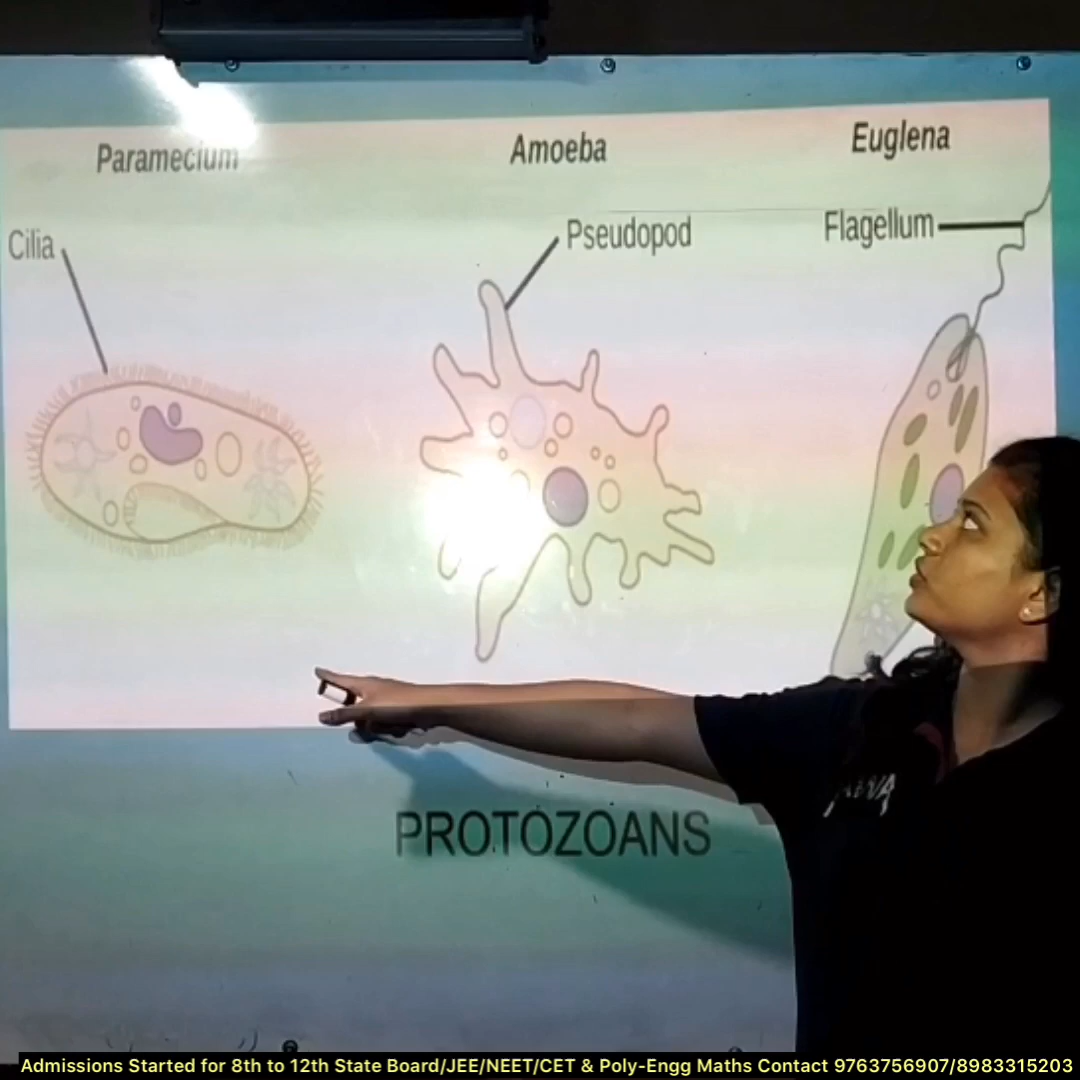 Paramecium
Amoeba
Euglena
Cilia
Pseudopod
Flagellum
PROTOZOANS
Admissions Started for 8th to 12th State Board/JEE/NEET/CET & Poly-Engg Maths Contact 9763756907/8983315203